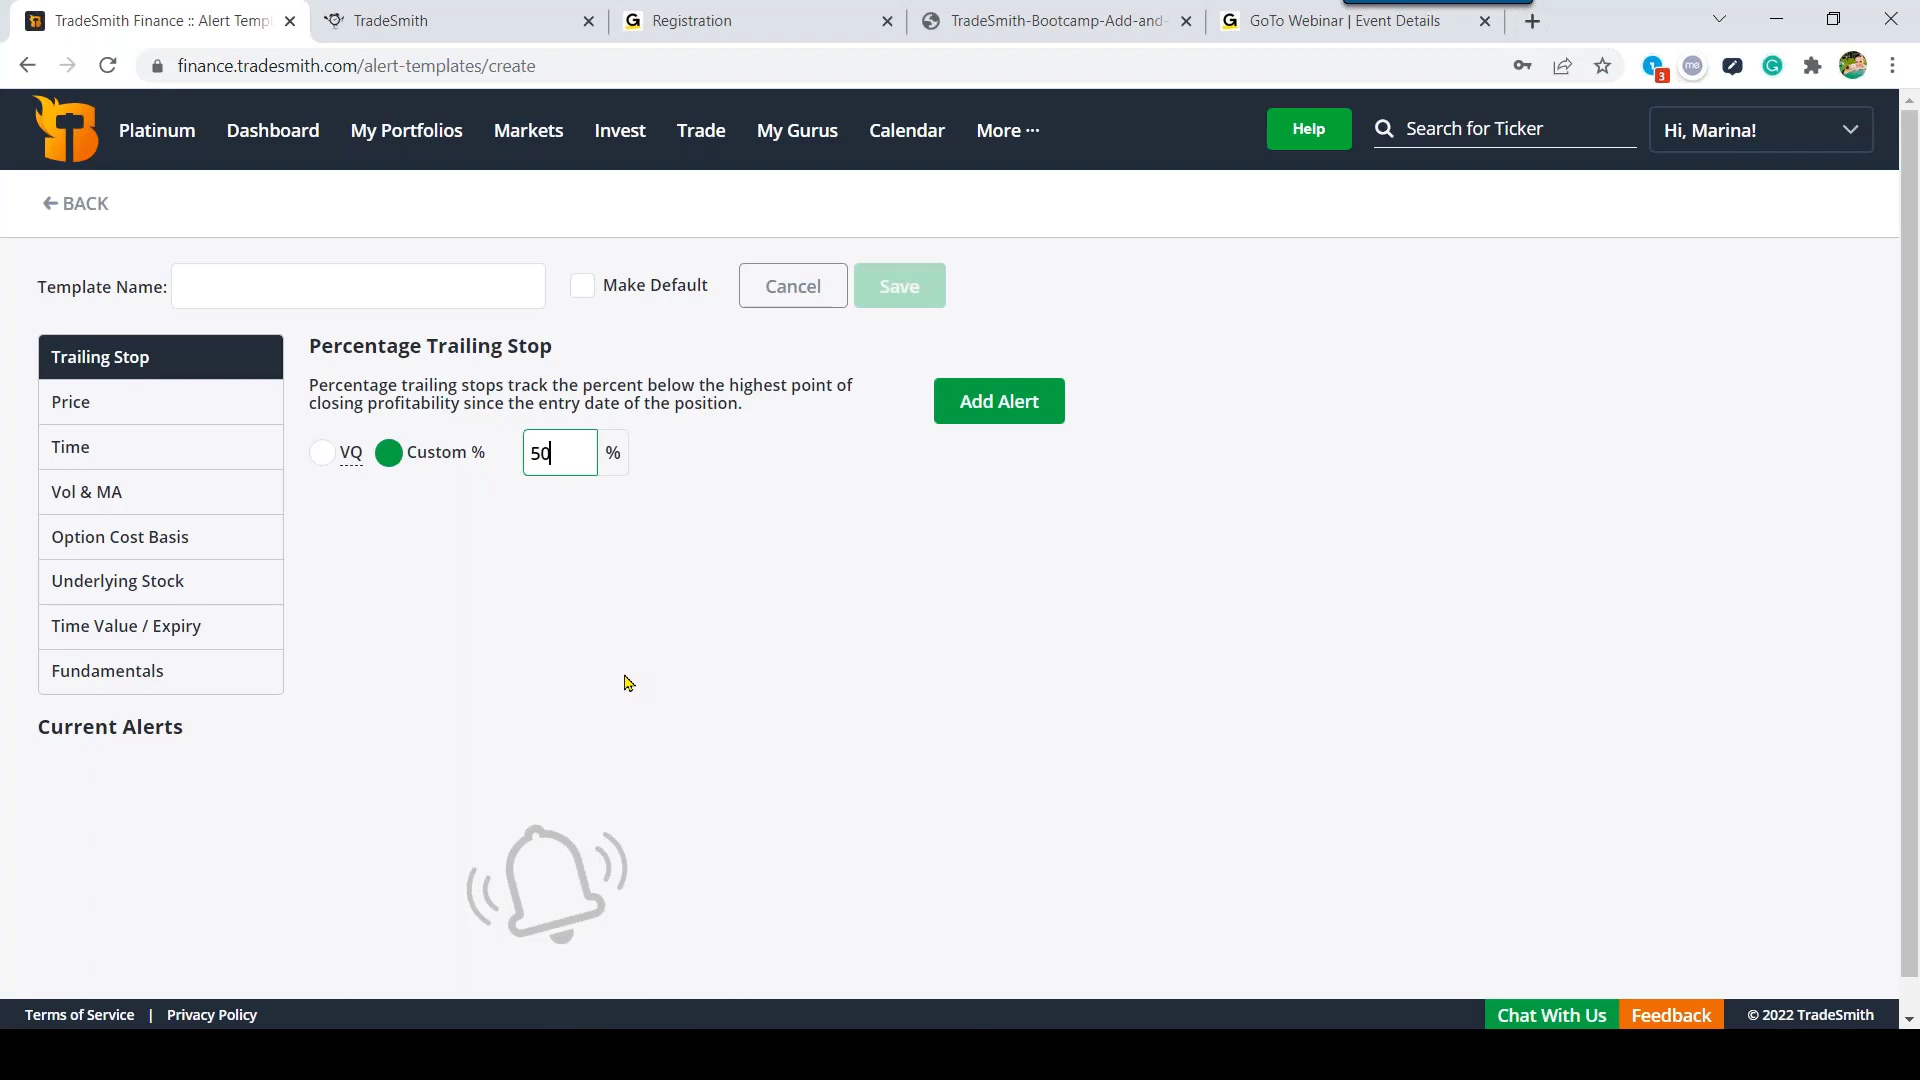 TradeSmith Finance :: Alert Templ
TradeSmith
G Registration
TradeSmith-Bootcamp-Add-and-
G GoTo Webinar | Event Details
finance.tradesmith.com/alert-templates/create
3
me
G
Platinum
Dashboard
My Portfolios
Markets
Invest
Trade
My Gurus
Calendar
More ···
Help
Search for Ticker
Hi, Marina!
BACK
Template Name:
Make Default
Cancel
Save
Trailing Stop
Price
Time
Vol & MA
Option Cost Basis
Underlying Stock
Time Value / Expiry
Fundamentals
Percentage Trailing Stop
Percentage trailing stops track the percent below the highest point of
closing profitability since the entry date of the position.
Add Alert
VQ
Custom %
50
%
Current Alerts
Terms of Service | Privacy Policy
Chat With Us
Feedback
© 2022 TradeSmith